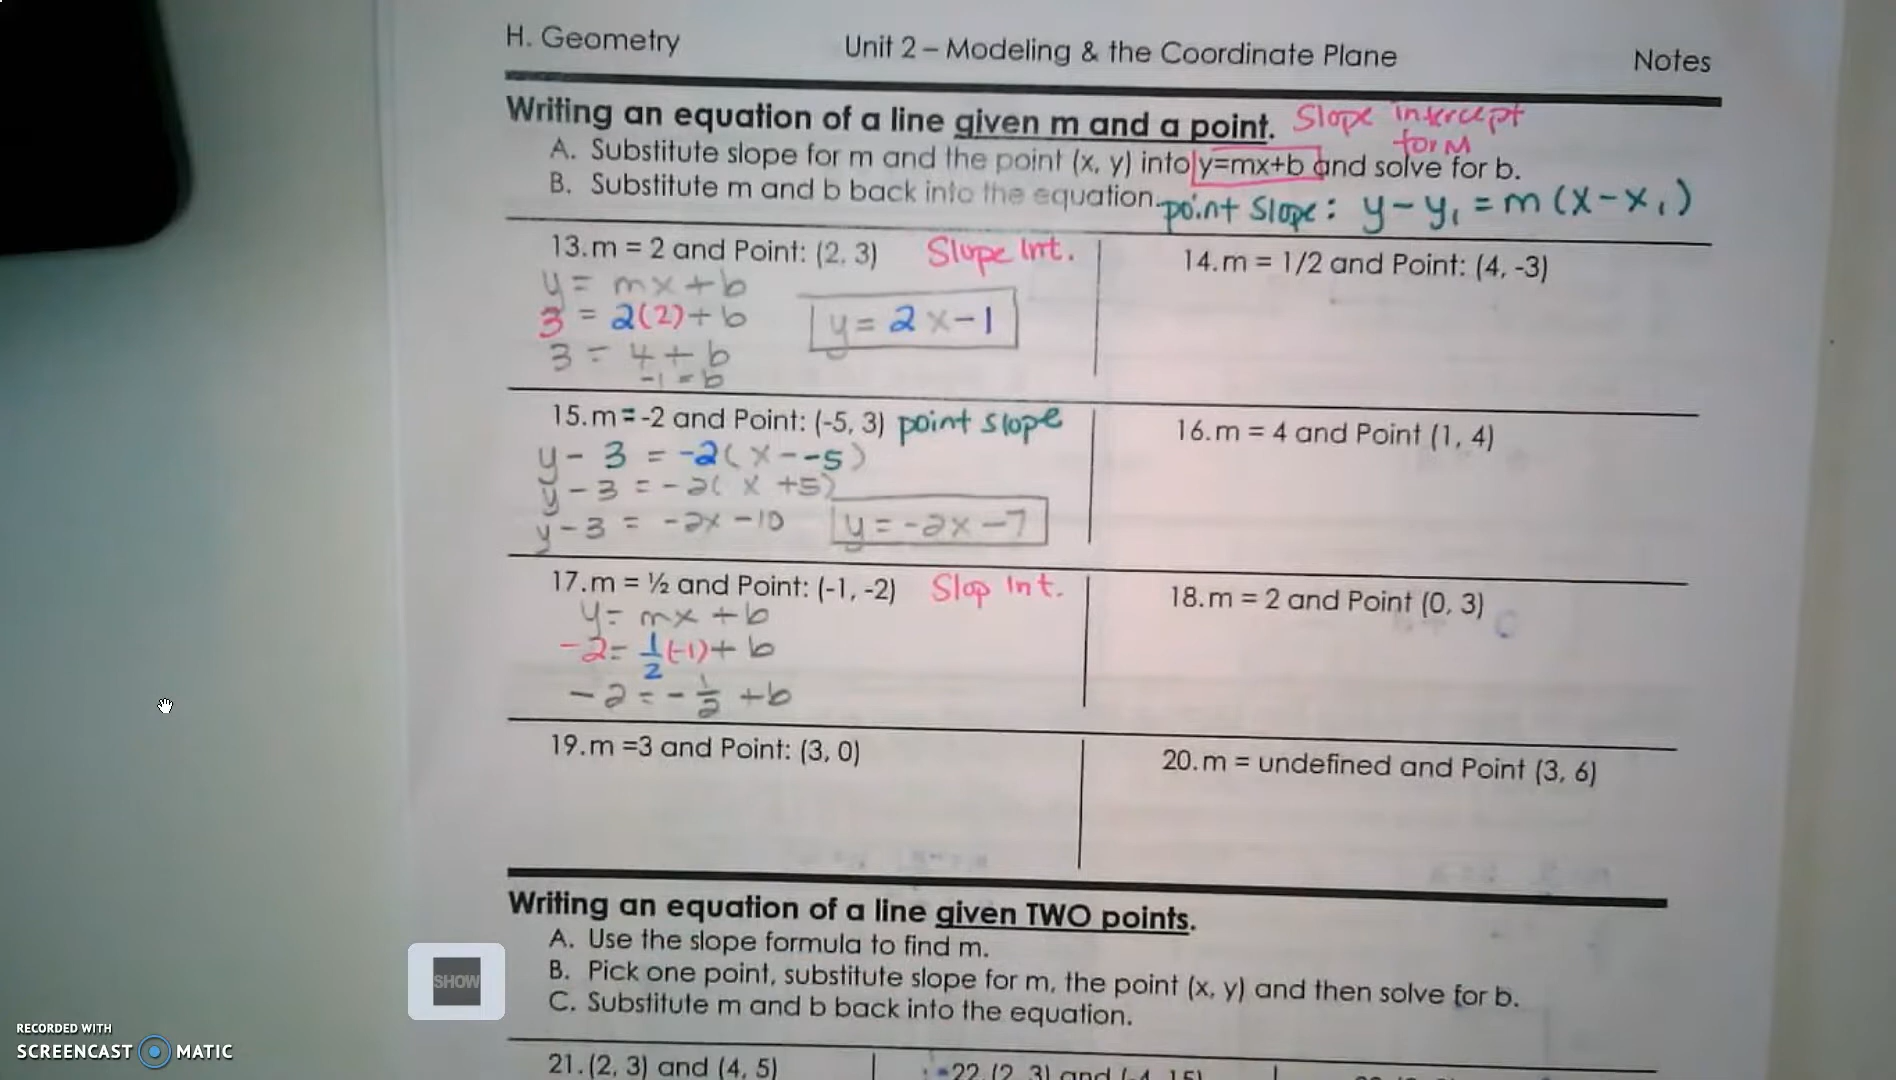 H. Geometry Unit 2 – Modeling & the Coordinate Plane Notes
Writing an equation of a line given m and a point. Slope intercept form
A. Substitute slope for m and the point (x, y) into y=mx+b and solve for b.
B. Substitute m and b back into the equation. point slope: y - y₁ = m (x - x₁)
13. m = 2 and Point: (2, 3) Slope Int.
y = mx + b
3 = 2(2) + b
y = 2x - 1
3 = 4 + b
-1 = b
14. m = 1/2 and Point: (4, -3)
15. m = -2 and Point: (-5, 3) point slope
y - 3 = -2( x - -5)
y - 3 = -2( x +5)
y - 3 = -2x - 10
y = -2x - 7
16. m = 4 and Point (1, 4)
17. m = ½ and Point: (-1, -2) Slop Int.
y = mx + b
-2 = 1/2(-1) + b
-2 = - 1/2 + b
18. m = 2 and Point (0, 3)
19. m =3 and Point: (3, 0)
20. m = undefined and Point (3, 6)
Writing an equation of a line given TWO points.
A. Use the slope formula to find m.
B. Pick one point, substitute slope for m, the point (x, y) and then solve for b.
C. Substitute m and b back into the equation.
21. (2, 3) and (4, 5)
22. (2, 3) and (-4, 15)
SHOW
RECORDED WITH
SCREENCAST MATIC